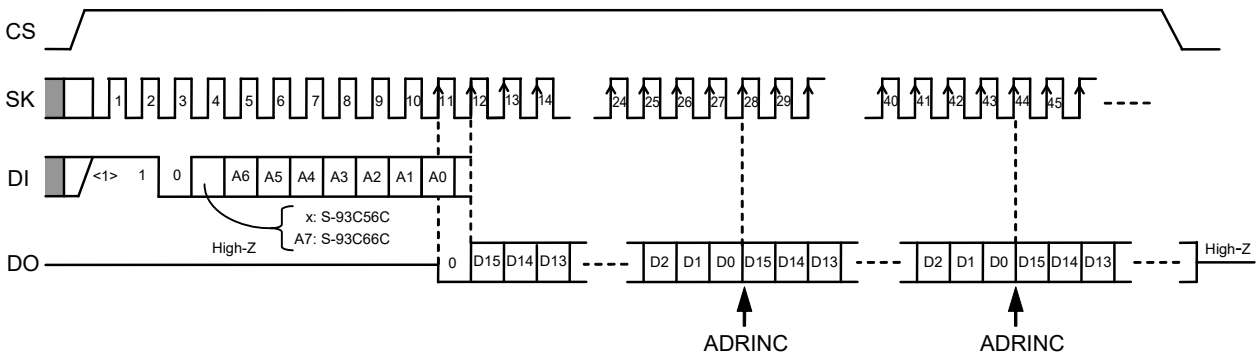 CS
SK 1 2 3 4 5 6 7 8 9 10 11 12 13 14 24 25 26 27 28 29 40 41 42 43 44 45
DI <1> 1 0 A6 A5 A4 A3 A2 A1 A0
x: S-93C56C
A7: S-93C66C
High-Z
DO 0 D15 D14 D13 D2 D1 D0 D15 D14 D13 D2 D1 D0 D15 D14 D13 High-Z
ADRINC ADRINC